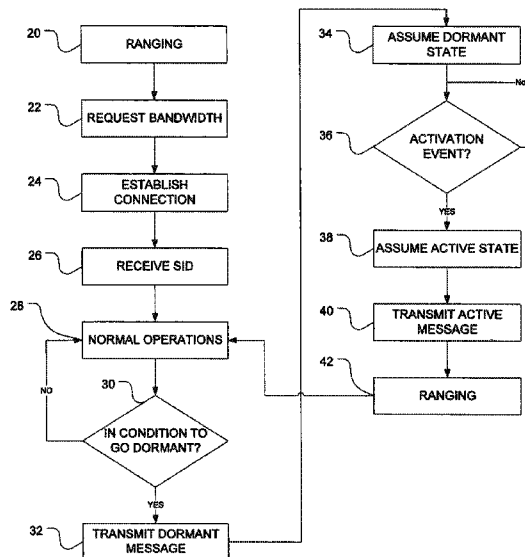 20
RANGING
22
REQUEST BANDWIDTH
24
ESTABLISH
CONNECTION
26
RECEIVE SID
28
NORMAL OPERATIONS
NO
30
IN CONDITION TO
GO DORMANT?
YES
32
TRANSMIT DORMANT
MESSAGE
34
ASSUME DORMANT
STATE
No
36
ACTIVATION
EVENT?
YES
38
ASSUME ACTIVE STATE
40
TRANSMIT ACTIVE
MESSAGE
42
RANGING